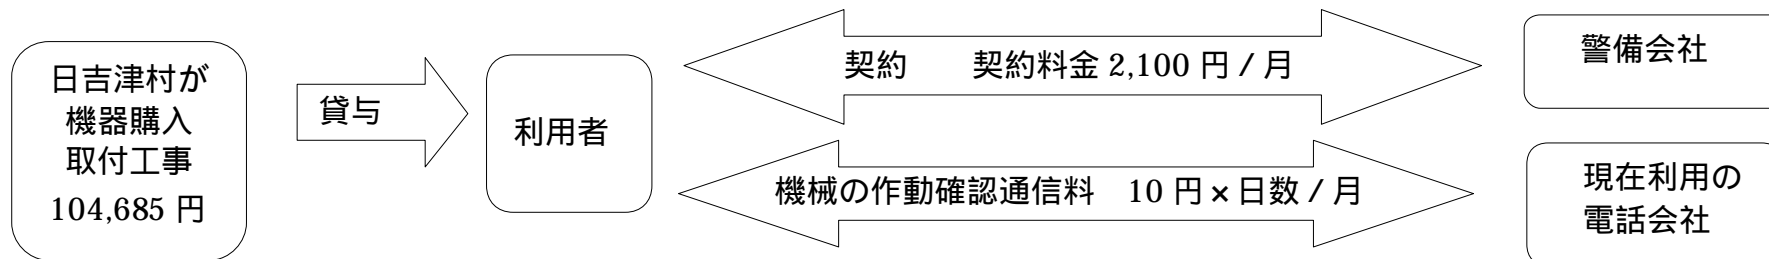 日吉津村が
機器購入
取付工事
104,685 円
貸与
利用者
契約　　契約料金 2,100 円 / 月
機械の作動確認通信料　10 円×日数 / 月
警備会社
現在利用の
電話会社